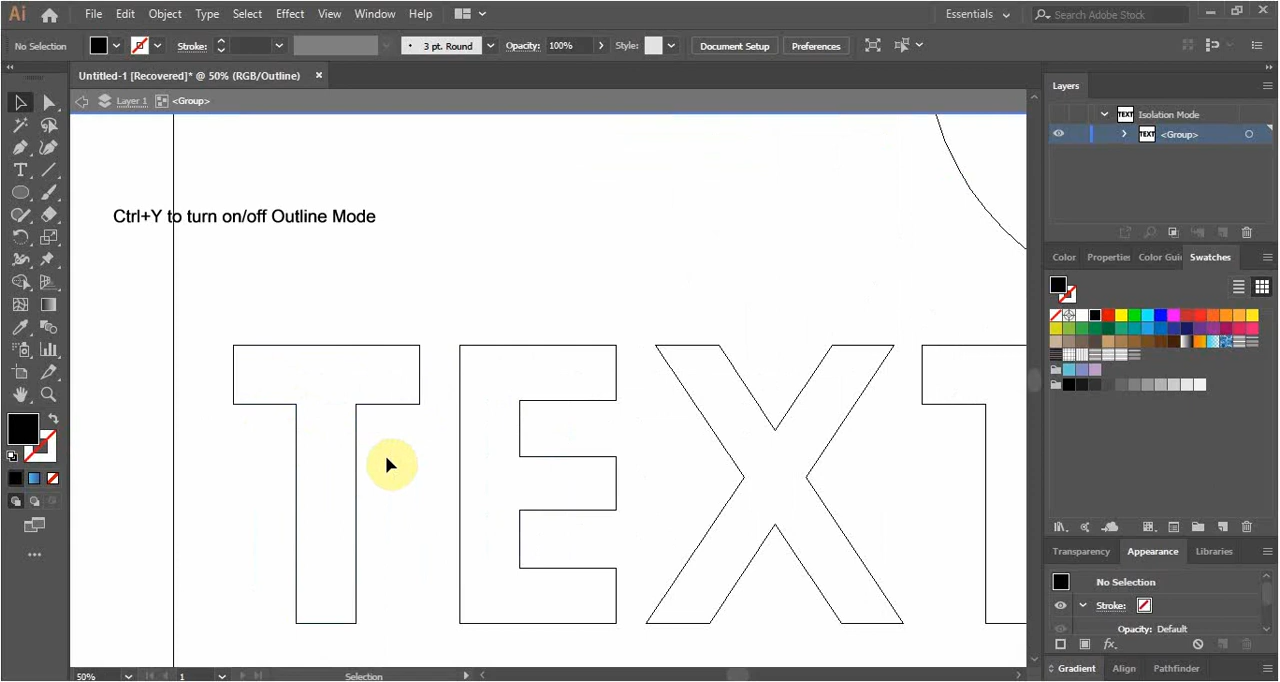 Ai File Edit Object Type Select Effect View Window Help Essentials Search Adobe Stock
No Selection Stroke: 3 pt. Round Opacity: 100% Style: Document Setup Preferences
Untitled-1 [Recovered]* @ 50% (RGB/Outline)
Layer 1 <Group>
Ctrl+Y to turn on/off Outline Mode
TEXT
50% 1 Selection
Layers
TEXT Isolation Mode
TEXT <Group>
Color Properties Color Gui Swatches
Transparency Appearance Libraries
No Selection
Stroke:
Opacity: Default
fx
Gradient Align Pathfinder